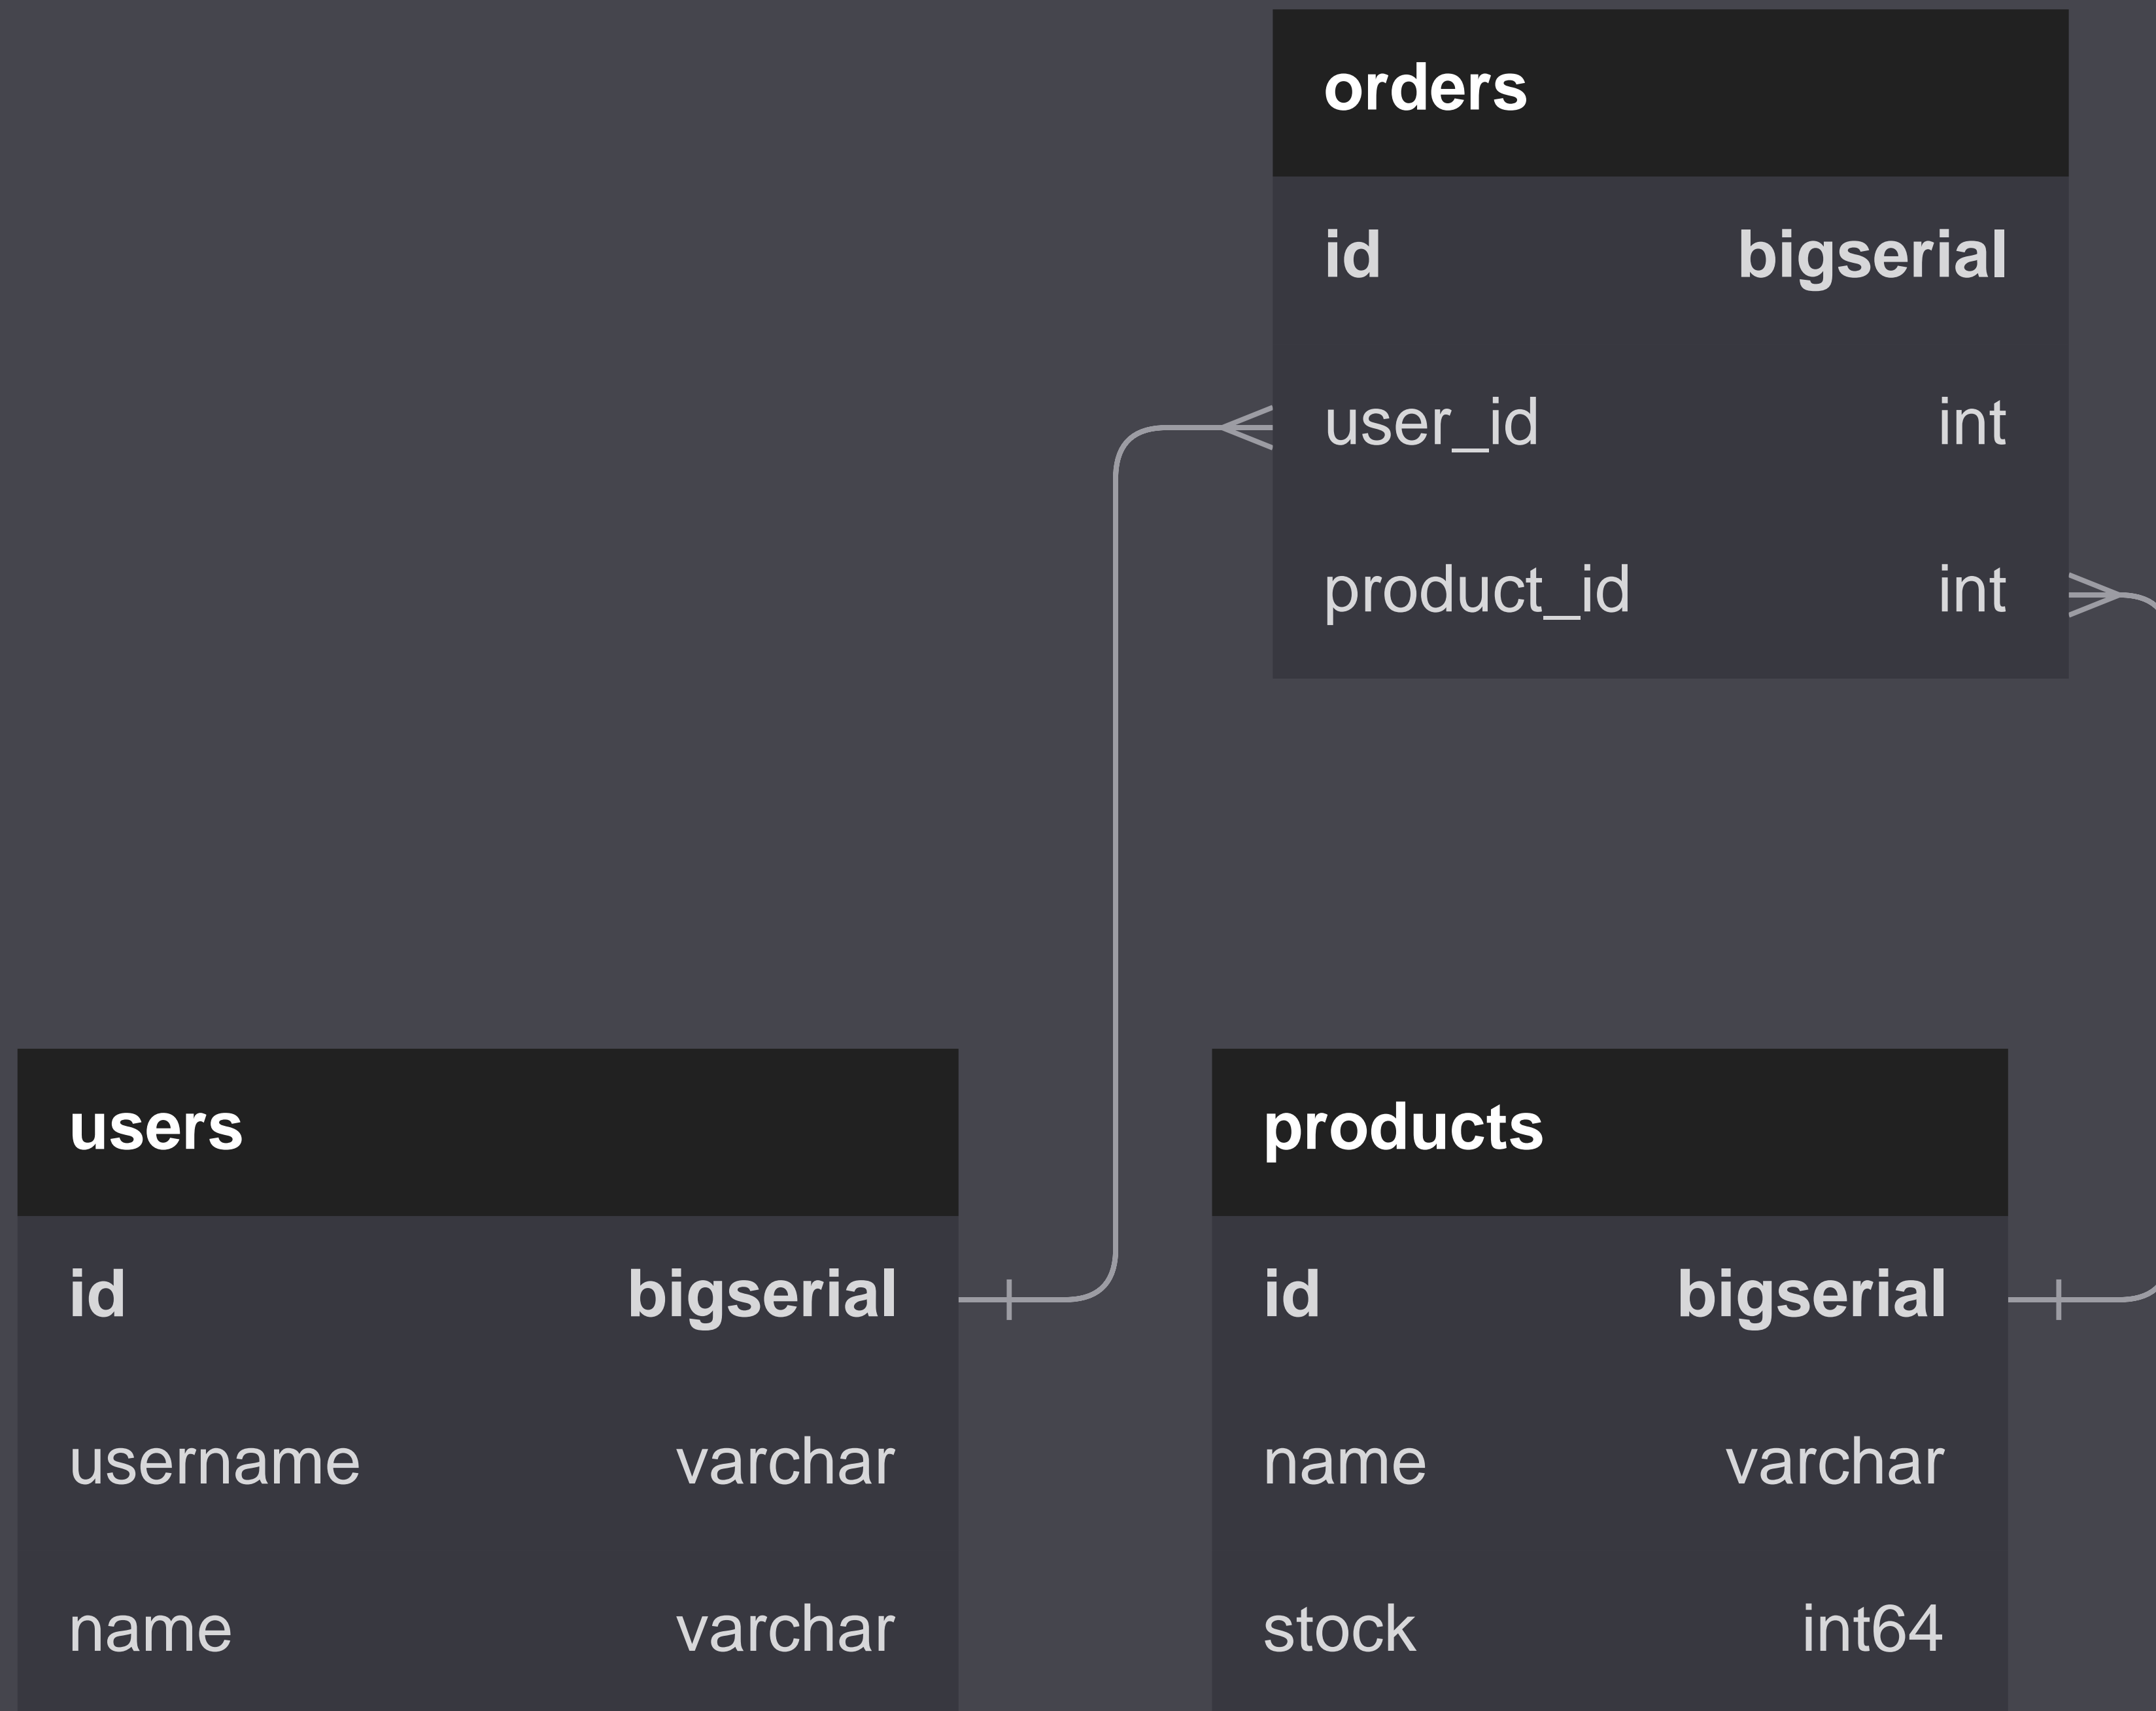 orders
id bigserial
user_id int
product_id int
users
id bigserial
username varchar
name varchar
products
id bigserial
name varchar
stock int64